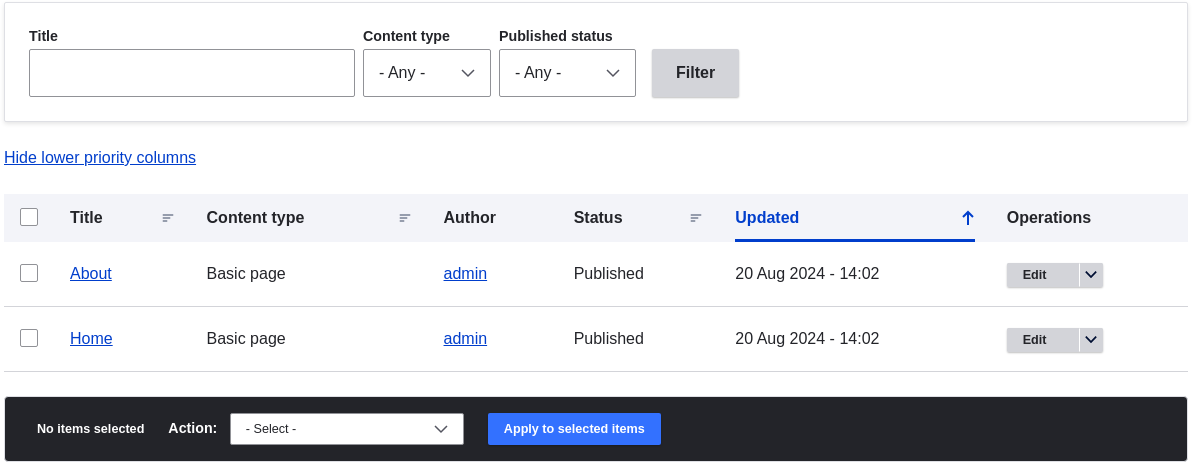 Title Content type Published status
- Any - - Any - Filter
Hide lower priority columns
Title Content type Author Status Updated Operations
About Basic page admin Published 20 Aug 2024 - 14:02 Edit
Home Basic page admin Published 20 Aug 2024 - 14:02 Edit
No items selected Action: - Select - Apply to selected items